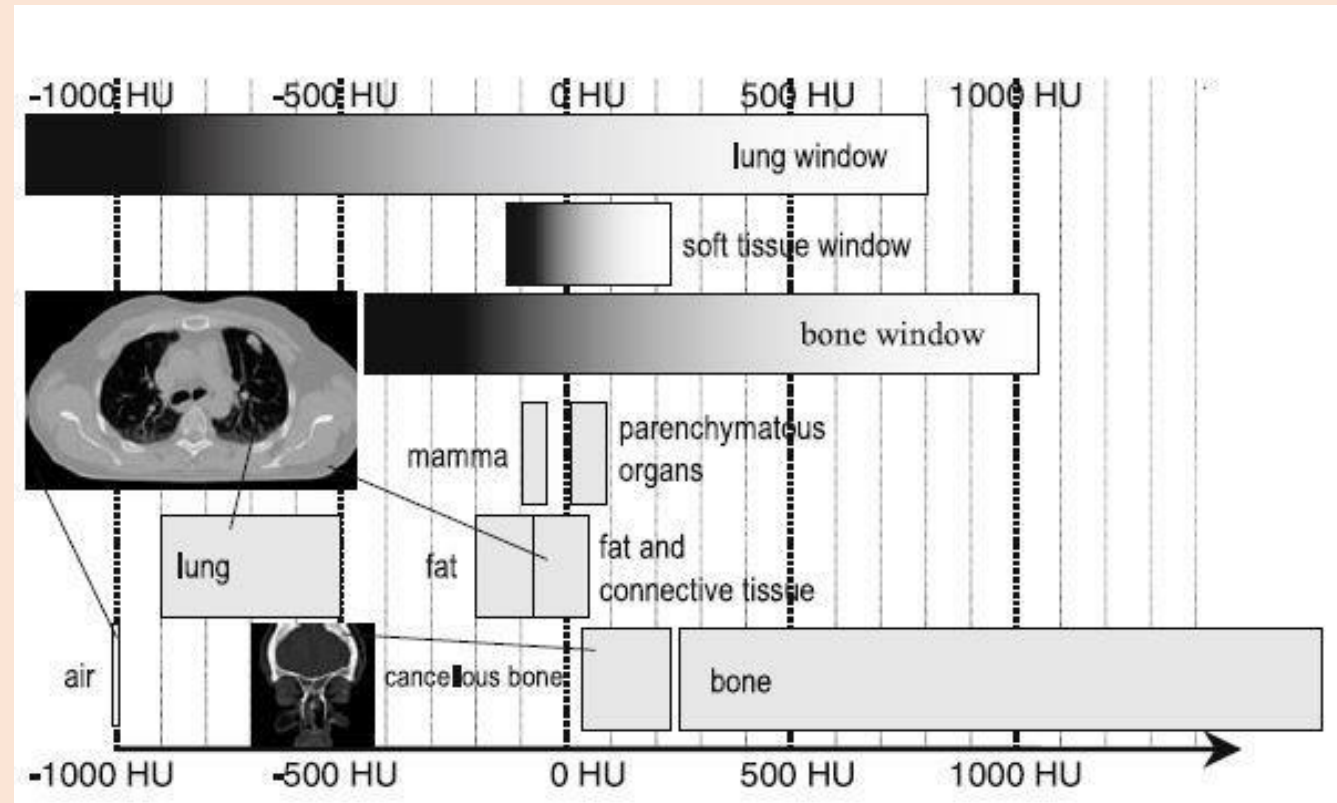 -1000 HU -500 HU 0 HU 500 HU 1000 HU
lung window
soft tissue window
bone window
mamma
parenchymatous
organs
lung
fat
fat and
connective tissue
air
cancellous bone
bone
-1000 HU -500 HU 0 HU 500 HU 1000 HU